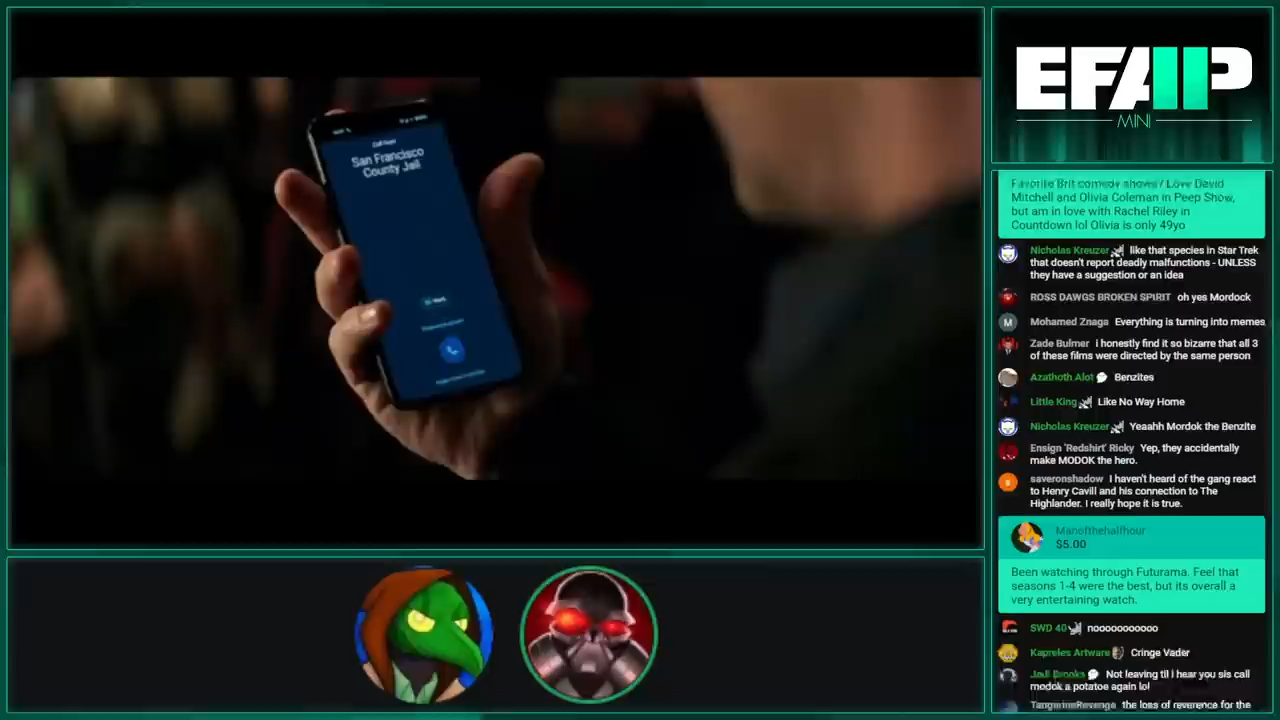 Call from
San Francisco
County Jail
EFAP
MINI
Favorite Brit comedy shows? Love David
Mitchell and Olivia Coleman in Peep Show,
but am in love with Rachel Riley in
Countdown lol Olivia is only 49yo
Nicholas Kreuzer like that species in Star Trek
that doesn't report deadly malfunctions - UNLESS
they have a suggestion or an idea
ROSS DAWGS BROKEN SPIRIT oh yes Mordock
M Mohamed Znaga Everything is turning into memes
Zade Bulmer i honestly find it so bizarre that all 3
of these films were directed by the same person
Azathoth Alot Benzites
Little King Like No Way Home
Nicholas Kreuzer Yeaahh Mordok the Benzite
Ensign 'Redshirt' Ricky Yep, they accidentally
make MODOK the hero.
s saveronshadow I haven't heard of the gang react
to Henry Cavill and his connection to The
Highlander. I really hope it is true.
Manofthehalfhour
$5.00
Been watching through Futurama. Feel that
seasons 1-4 were the best, but its overall a
very entertaining watch.
SWD 40 nooooooooooo
Kapreles Artware Cringe Vader
Jadi Brooks Not leaving til i hear you sis call
modok a potatoe again lol
TangerineRevenge the loss of reverence for the